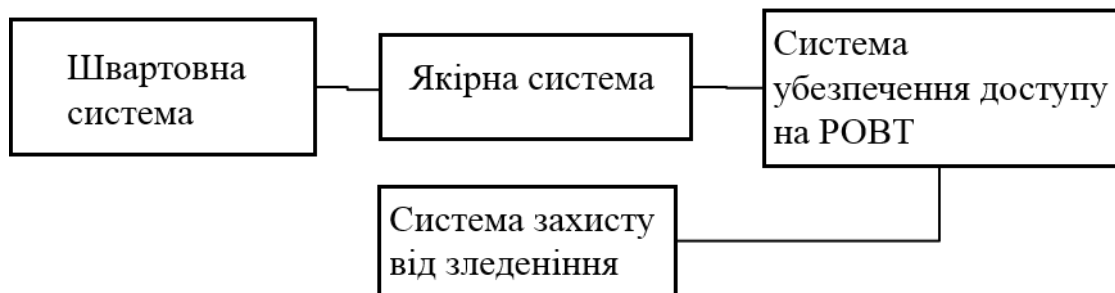 Швартовна
система
Якірна система
Система
убезпечення доступу
на РОВТ
Система захисту
від зледеніння